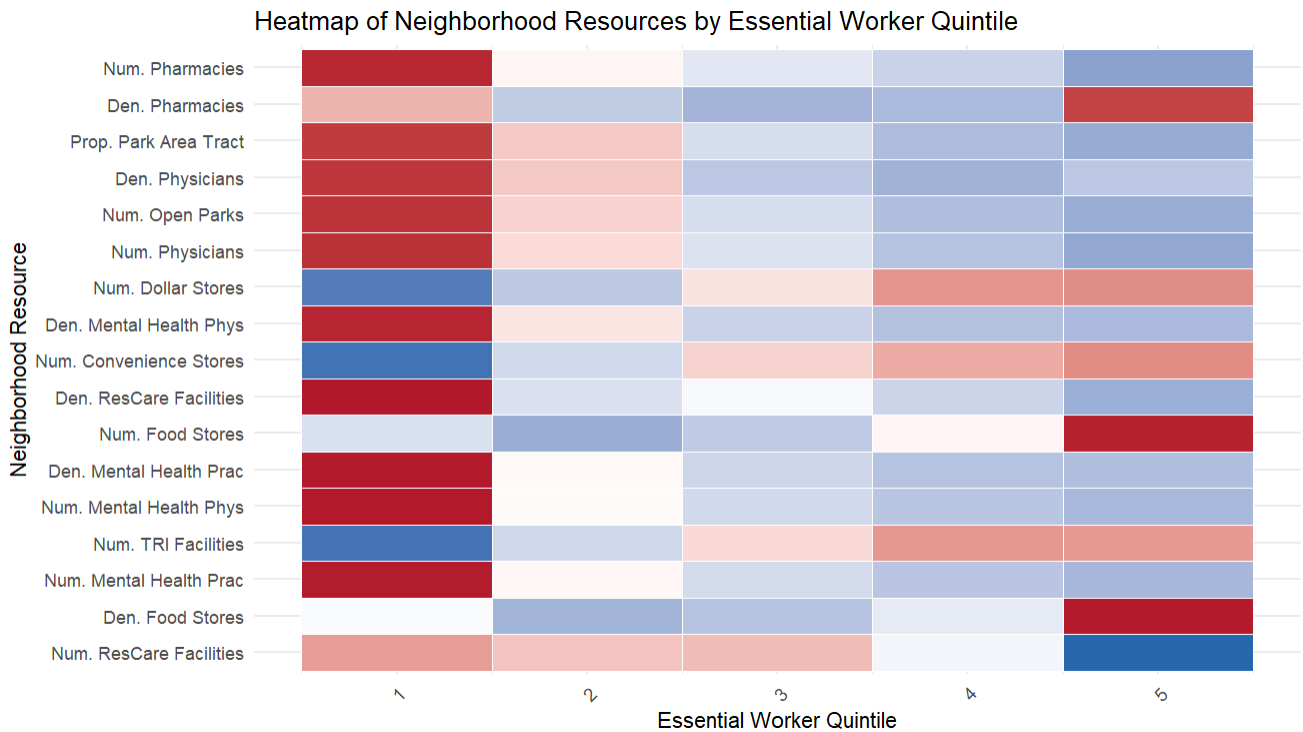 Heatmap of Neighborhood Resources by Essential Worker Quintile
Neighborhood Resource
Num. Pharmacies
Den. Pharmacies
Prop. Park Area Tract
Den. Physicians
Num. Open Parks
Num. Physicians
Num. Dollar Stores
Den. Mental Health Phys
Num. Convenience Stores
Den. ResCare Facilities
Num. Food Stores
Den. Mental Health Prac
Num. Mental Health Phys
Num. TRI Facilities
Num. Mental Health Prac
Den. Food Stores
Num. ResCare Facilities
1 2 3 4 5
Essential Worker Quintile